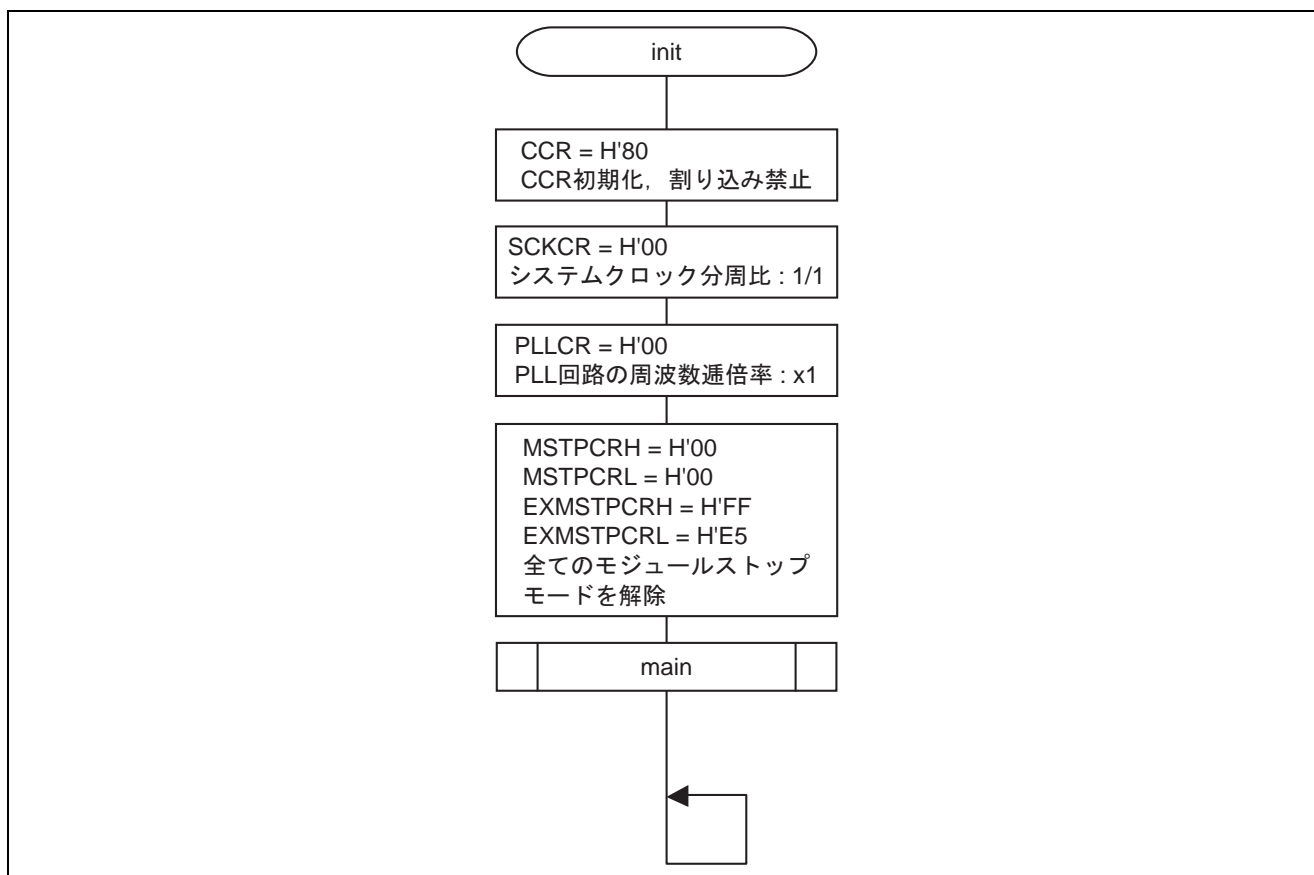 init
CCR = H'80
CCR初期化，割り込み禁止
SCKCR = H'00
システムクロック分周比 : 1/1
PLLCR = H'00
PLL回路の周波数逓倍率 : x1
MSTPCRH = H'00
MSTPCRL = H'00
EXMSTPCRH = H'FF
EXMSTPCRL = H'E5
全てのモジュールストップ
モードを解除
main